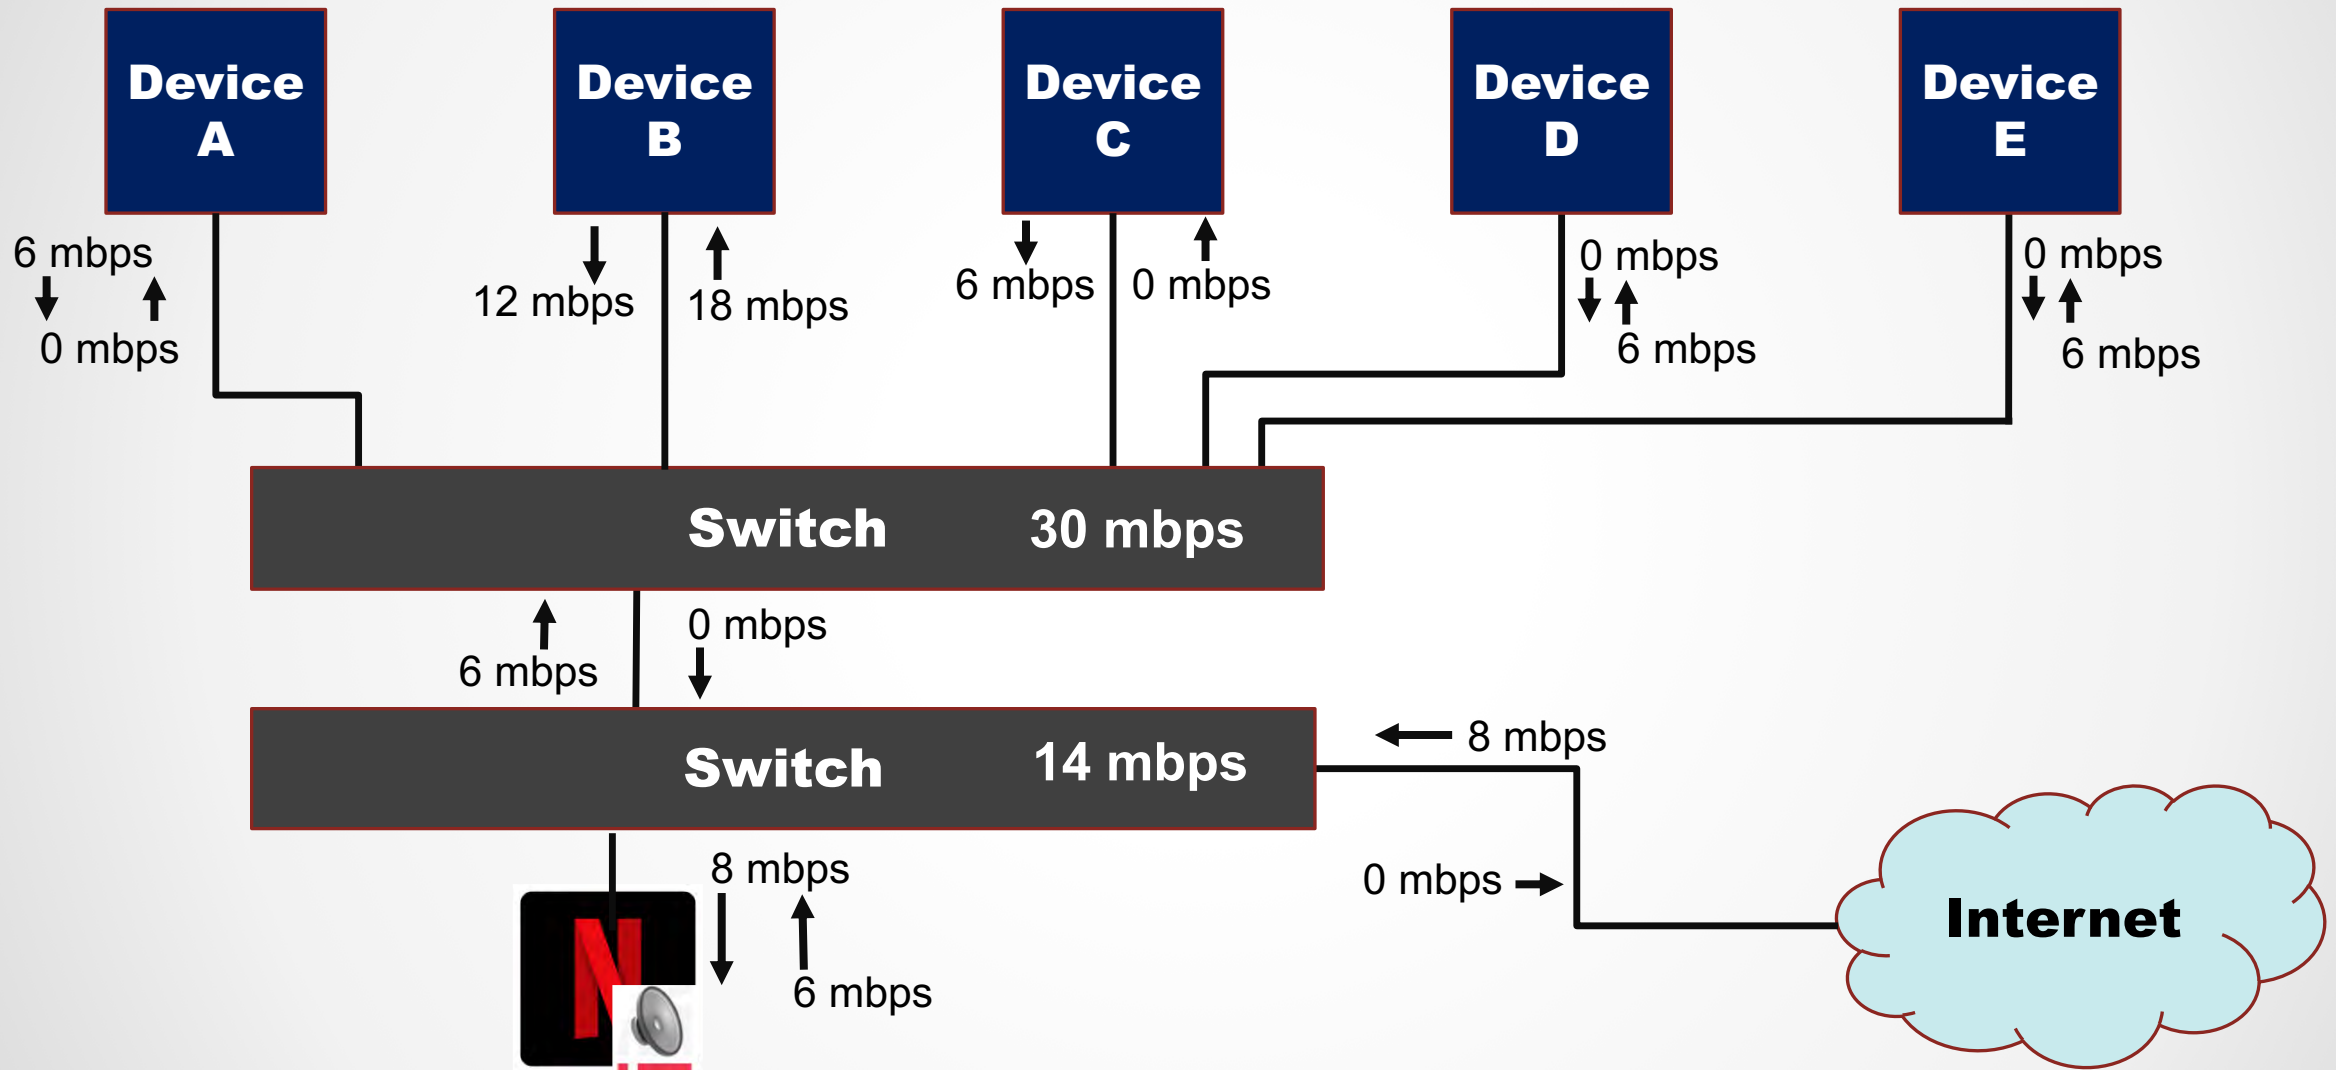 Device
A
Device
B
Device
C
Device
D
Device
E
6 mbps
0 mbps
12 mbps
18 mbps
6 mbps
0 mbps
0 mbps
6 mbps
0 mbps
6 mbps
Switch 30 mbps
6 mbps
0 mbps
Switch 14 mbps
8 mbps
0 mbps
8 mbps
6 mbps
N
Internet